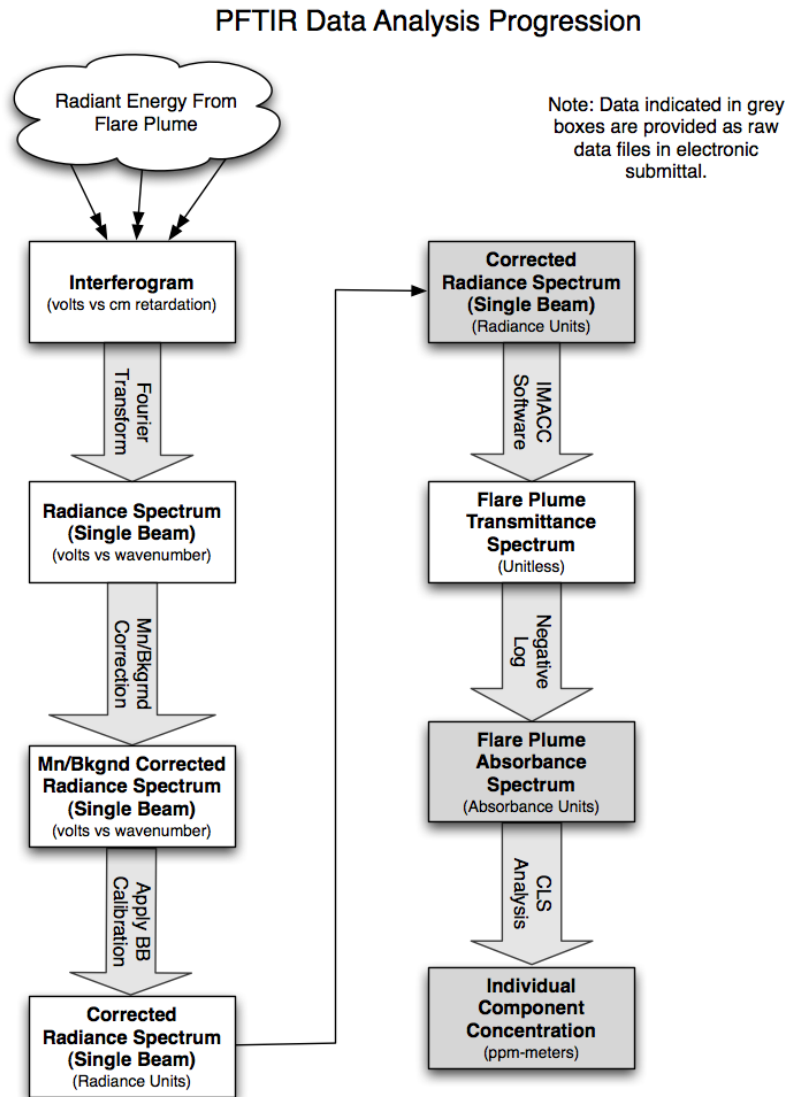 PFTIR Data Analysis Progression
Radiant Energy From
Flare Plume
Note: Data indicated in grey
boxes are provided as raw
data files in electronic
submittal.
Interferogram
(volts vs cm retardation)
Fourier
Transform
Radiance Spectrum
(Single Beam)
(volts vs wavenumber)
Mn/Bkgrnd
Correction
Mn/Bkgnd Corrected
Radiance Spectrum
(Single Beam)
(volts vs wavenumber)
Apply BB
Calibration
Corrected
Radiance Spectrum
(Single Beam)
(Radiance Units)
Corrected
Radiance Spectrum
(Single Beam)
(Radiance Units)
IMACC
Software
Flare Plume
Transmittance
Spectrum
(Unitless)
Negative
Log
Flare Plume
Absorbance
Spectrum
(Absorbance Units)
CLS
Analysis
Individual
Component
Concentration
(ppm-meters)